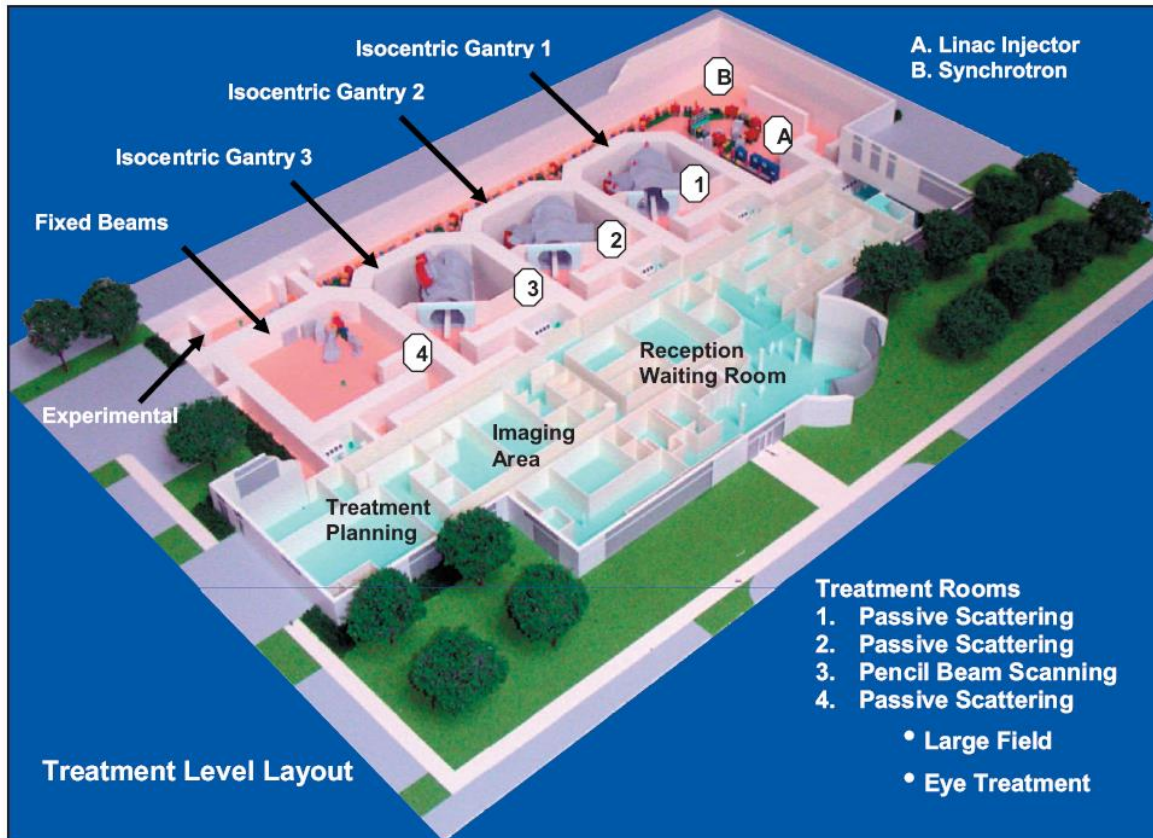 Isocentric Gantry 1
A. Linac Injector
B. Synchrotron
Isocentric Gantry 2
B
Isocentric Gantry 3
A
1
Fixed Beams
2
3
4
Reception
Waiting Room
Experimental
Imaging
Area
Treatment
Planning
Treatment Rooms
1. Passive Scattering
2. Passive Scattering
3. Pencil Beam Scanning
4. Passive Scattering
• Large Field
• Eye Treatment
Treatment Level Layout